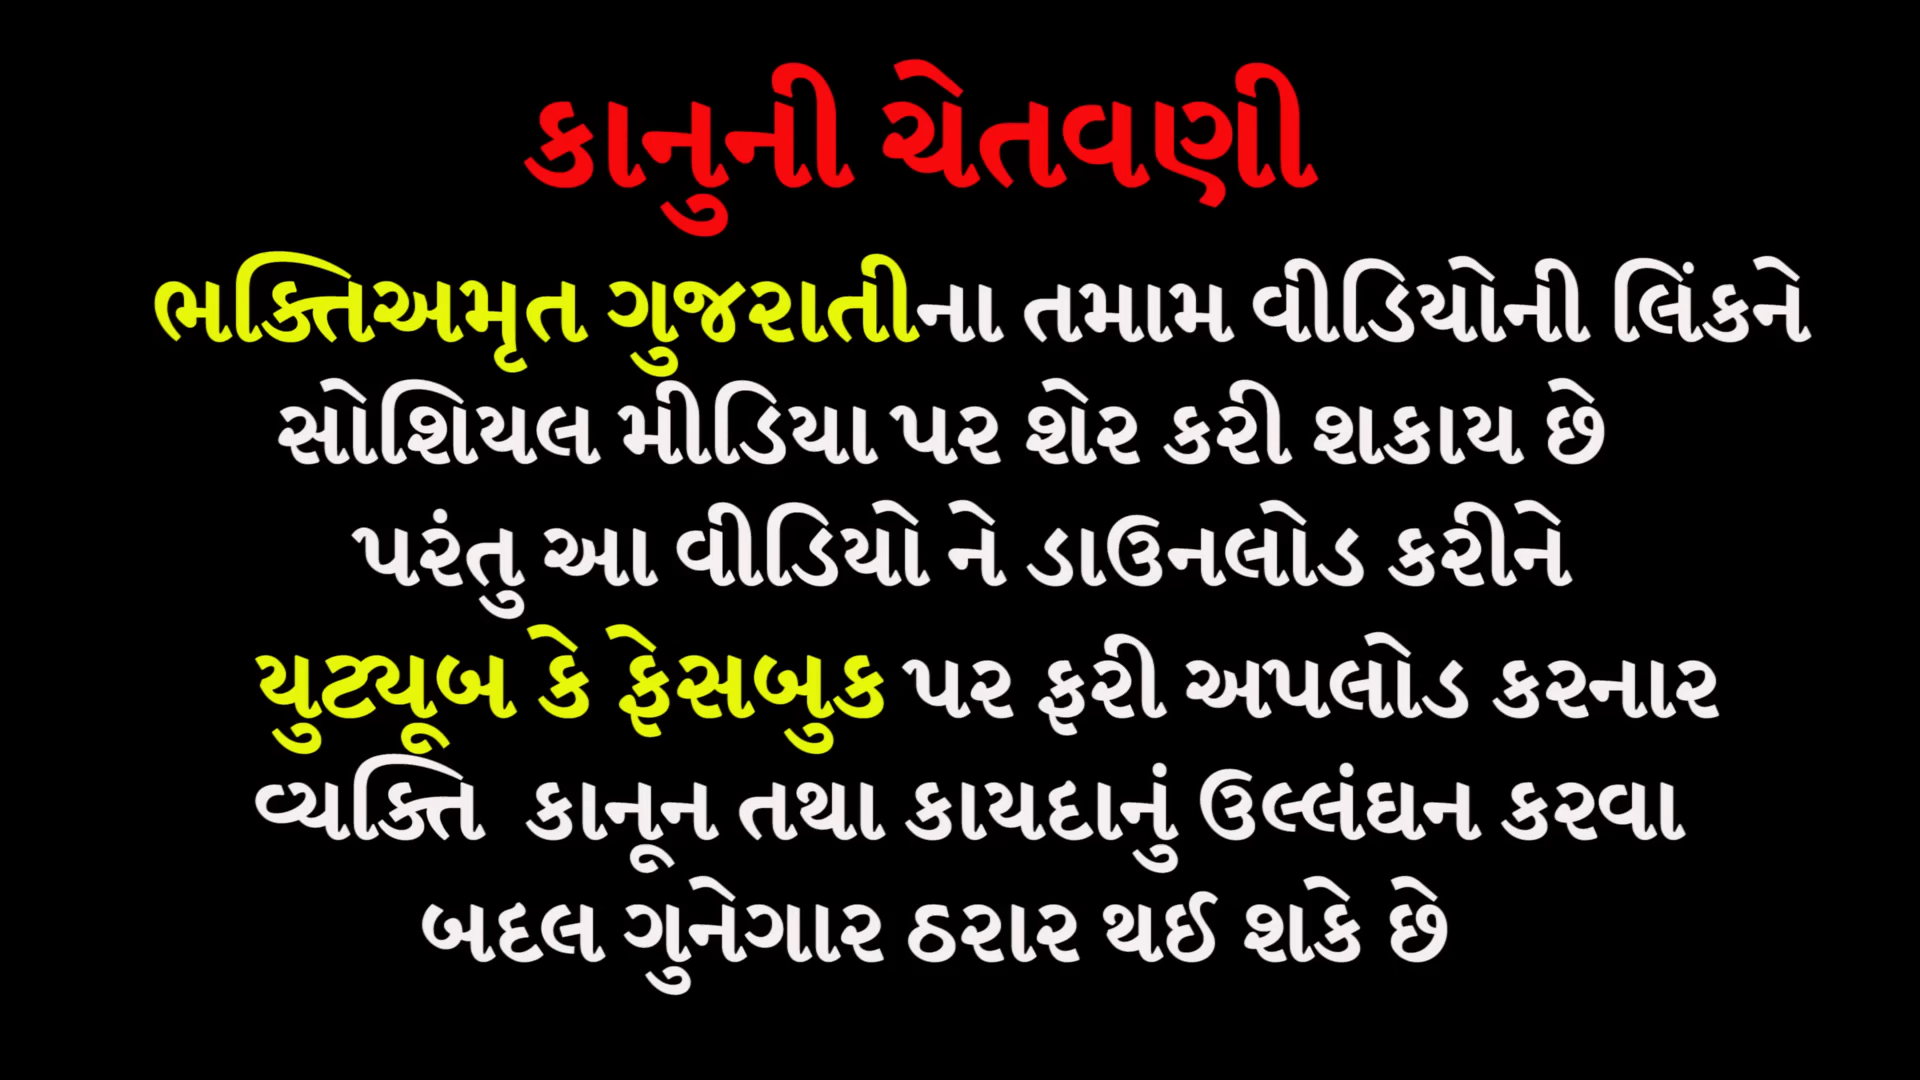 કાનુની ચેતવણી
ભક્તિઅમૃત ગુજરાતીના તમામ વીડિયોની લિંકને
સોશિયલ મીડિયા પર શેર કરી શકાય છે
પરંતુ આ વીડિયો ને ડાઉનલોડ કરીને
યુટ્યૂબ કે ફેસબુક પર ફરી અપલોડ કરનાર
વ્યક્તિ કાનૂન તથા કાયદાનું ઉલ્લંઘન કરવા
બદલ ગુનેગાર ઠરાર થઈ શકે છે